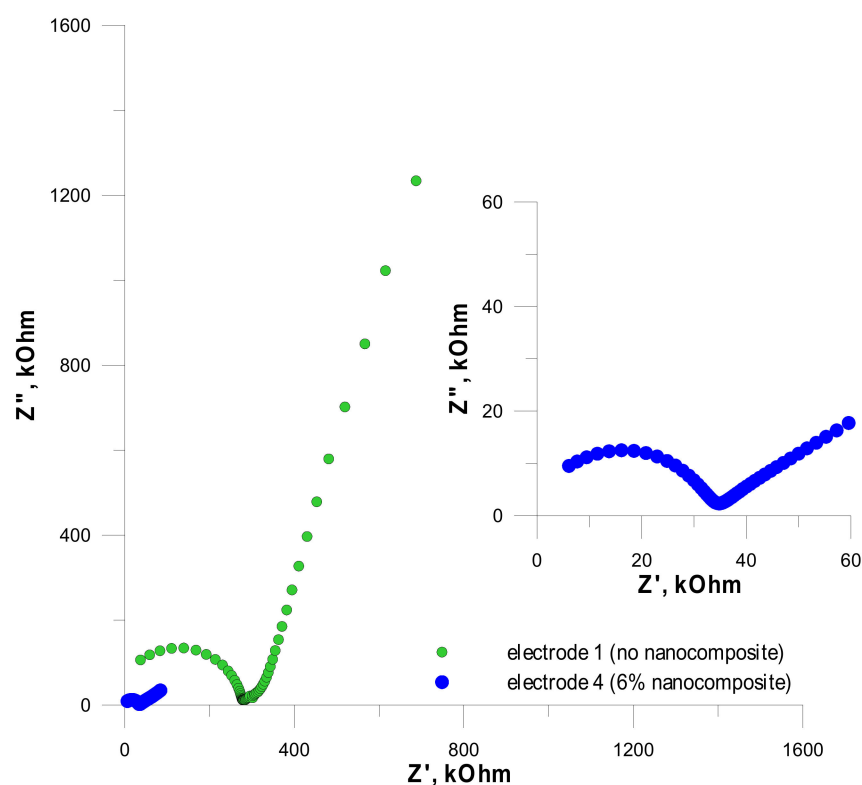 1600
1200
800
400
0
Z", kOhm
0 400 800 1200 1600
Z', kOhm
60
40
20
0
Z", kOhm
0 20 40 60
Z', kOhm
electrode 1 (no nanocomposite)
electrode 4 (6% nanocomposite)